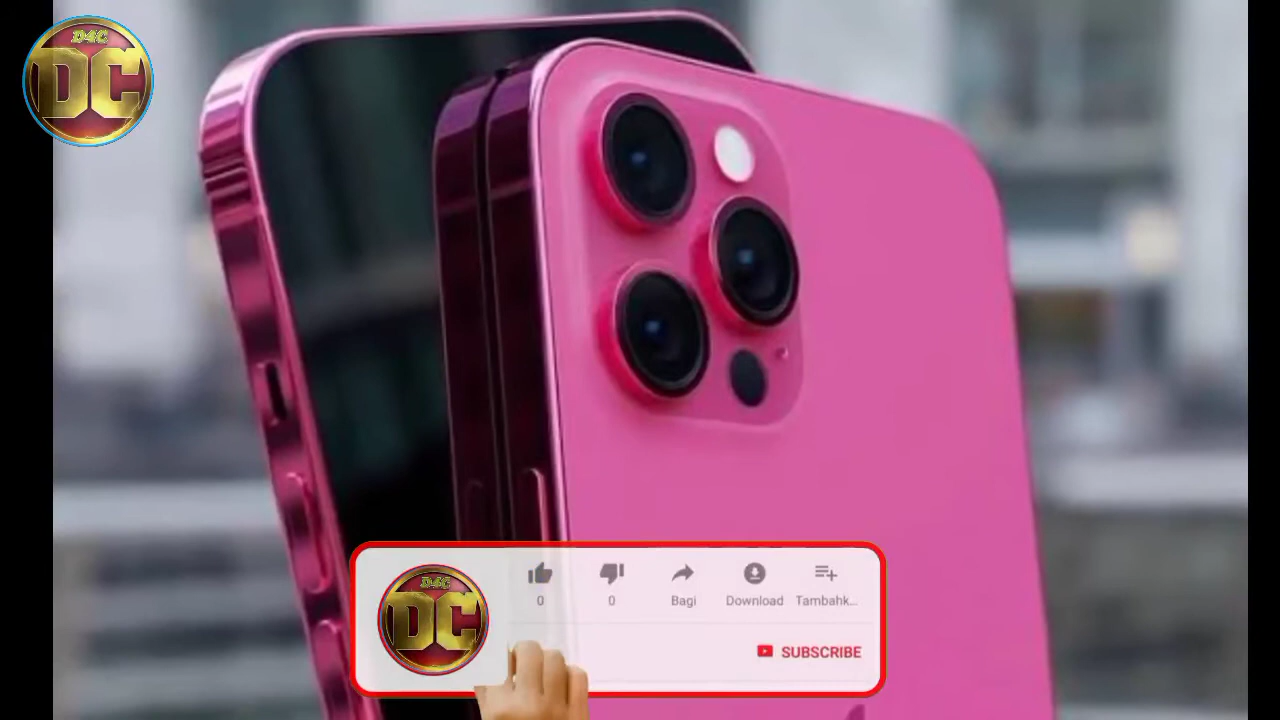 D4C
DC
0
0
Bagi
Download
Tambahk...
D4C
DC
SUBSCRIBE